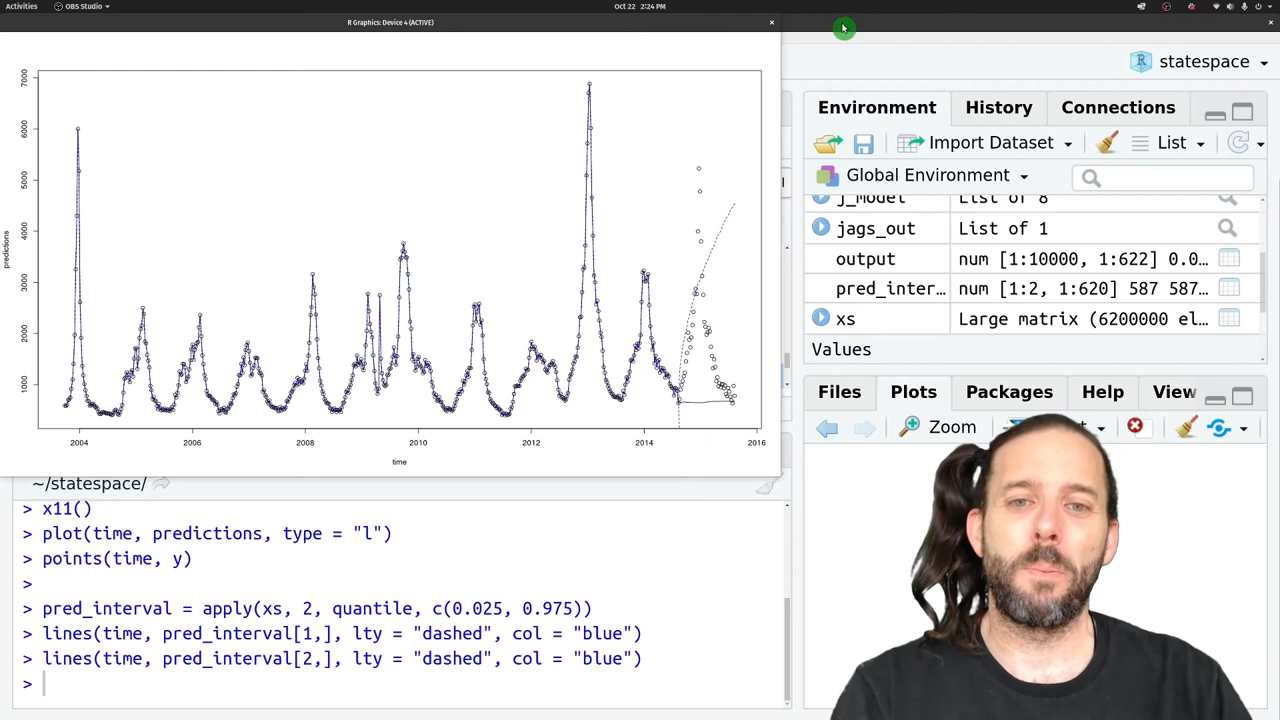 Activities
OBS Studio
Oct 22 2:24 PM
R Graphics: Device 4 (ACTIVE)
statespace
Environment
History
Connections
Import Dataset
List
Global Environment
j_Model List of 8
jags_out List of 1
output num [1:10000, 1:622] 0.0…
pred_inter… num [1:2, 1:620] 587 587…
xs Large matrix (6200000 el…
Values
Files
Plots
Packages
Help
View
Zoom
predictions
7000
6000
5000
4000
3000
2000
1000
2004
2006
2008
2010
2012
2014
2016
time
~/statespace/
> x11()
> plot(time, predictions, type = "l")
> points(time, y)
>
> pred_interval = apply(xs, 2, quantile, c(0.025, 0.975))
> lines(time, pred_interval[1,], lty = "dashed", col = "blue")
> lines(time, pred_interval[2,], lty = "dashed", col = "blue")
>